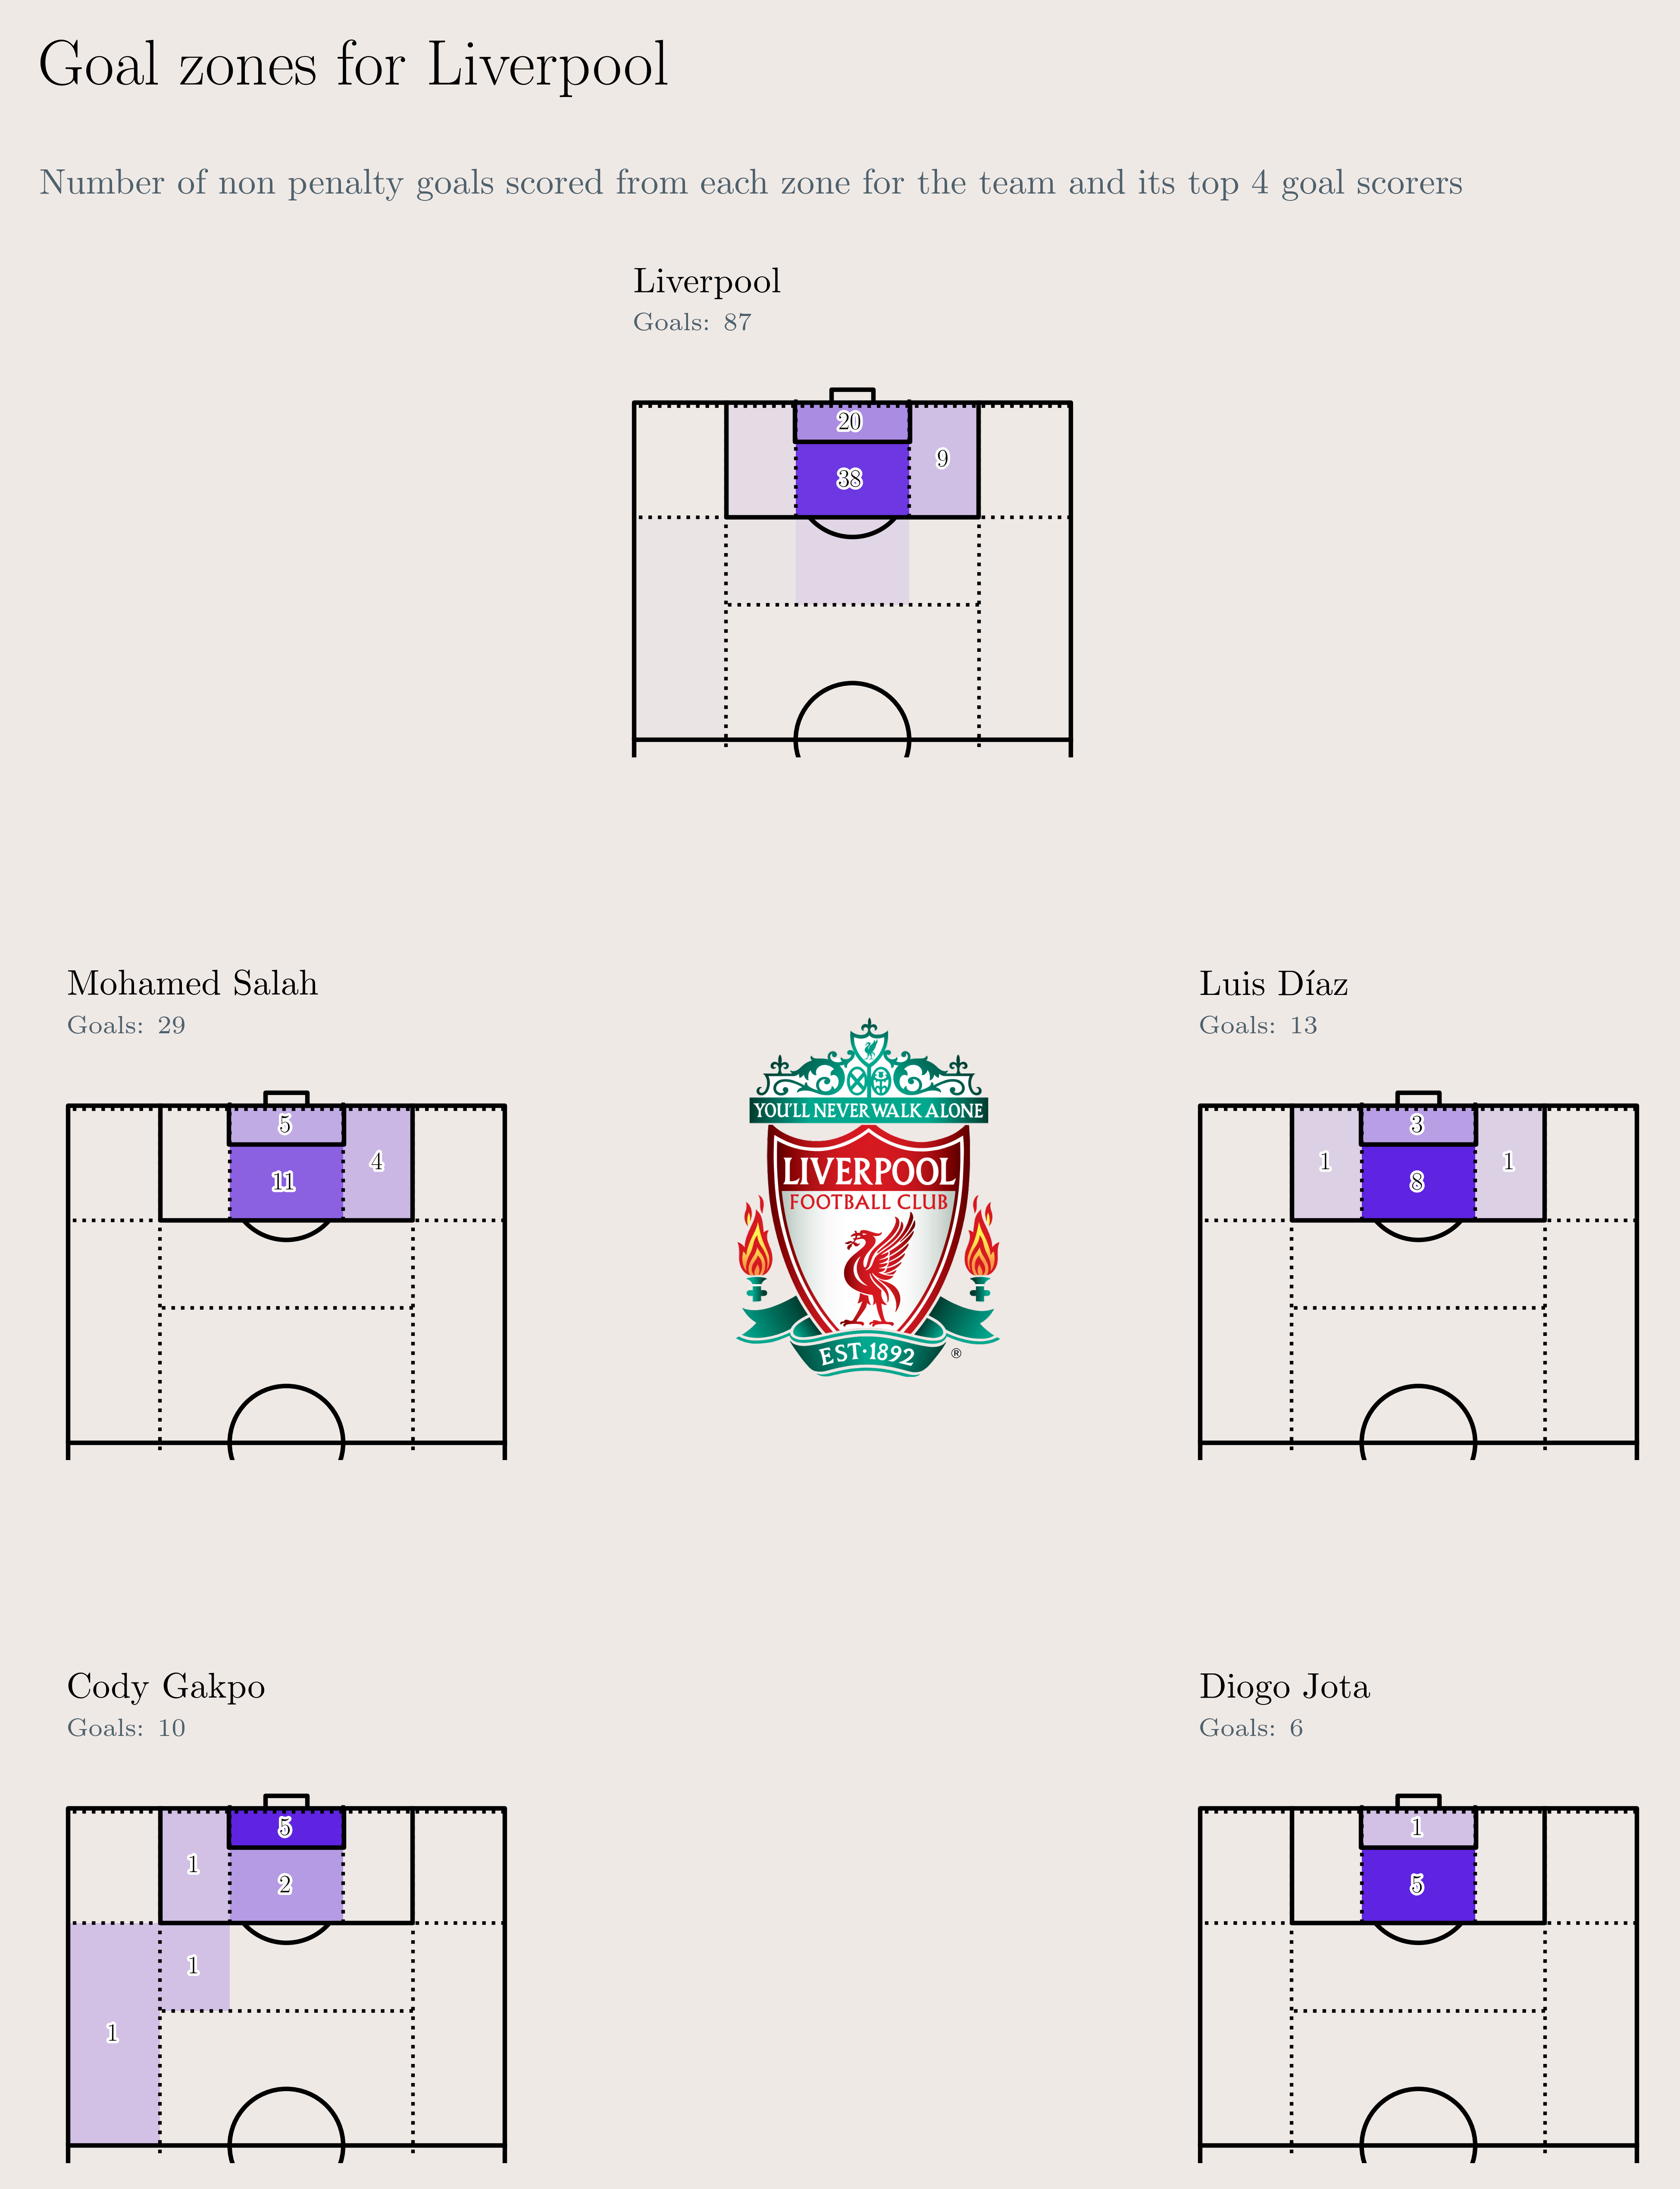 Goal zones for Liverpool
Number of non penalty goals scored from each zone for the team and its top 4 goal scorers
Liverpool
Goals: 87
20
9
38
Mohamed Salah
Goals: 29
5
4
11
YOU'LL NEVER WALK ALONE
LIVERPOOL
FOOTBALL CLUB
EST·1892
®
Luis Díaz
Goals: 13
3
1
1
8
Cody Gakpo
Goals: 10
5
1
2
1
1
Diogo Jota
Goals: 6
1
5